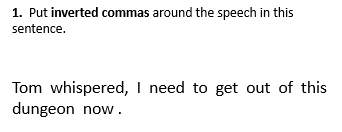 1. Put inverted commas around the speech in this
sentence.
Tom whispered, I need to get out of this
dungeon now .